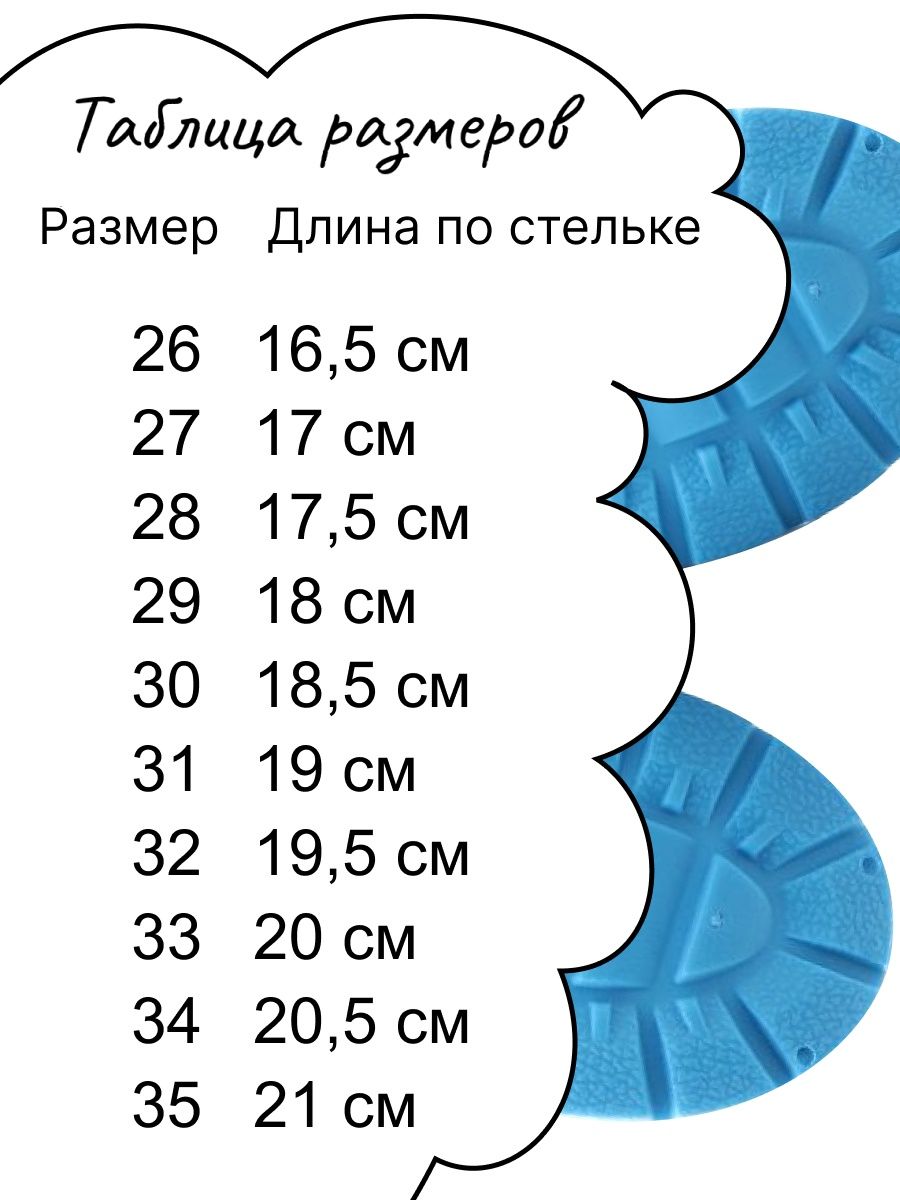 Таблица размеров
Размер Длина по стельке
26 16,5 см
27 17 см
28 17,5 см
29 18 см
30 18,5 см
31 19 см
32 19,5 см
33 20 см
34 20,5 см
35 21 см